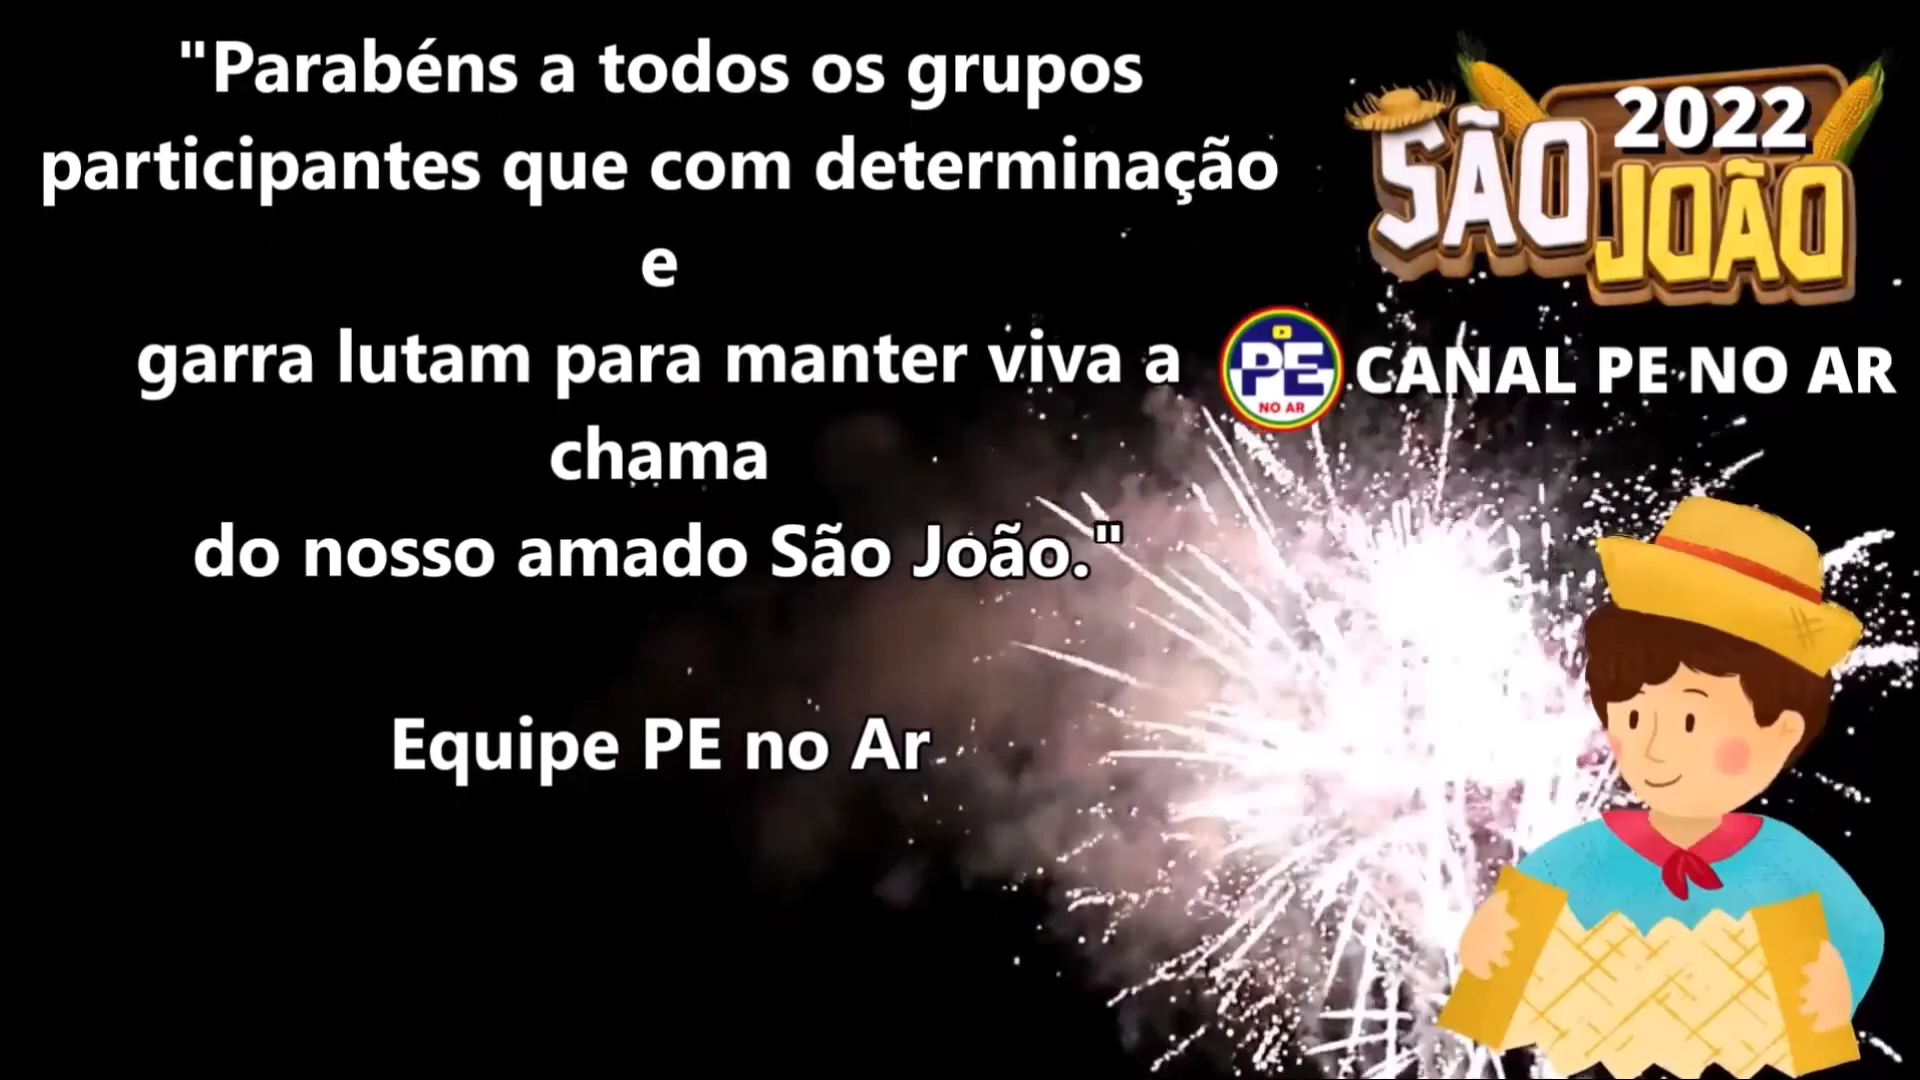 "Parabéns a todos os grupos
participantes que com determinação
e
garra lutam para manter viva a
chama
do nosso amado São João."
Equipe PE no Ar
2022
SÃO
JOÃO
PE
NO AR
CANAL PE NO AR